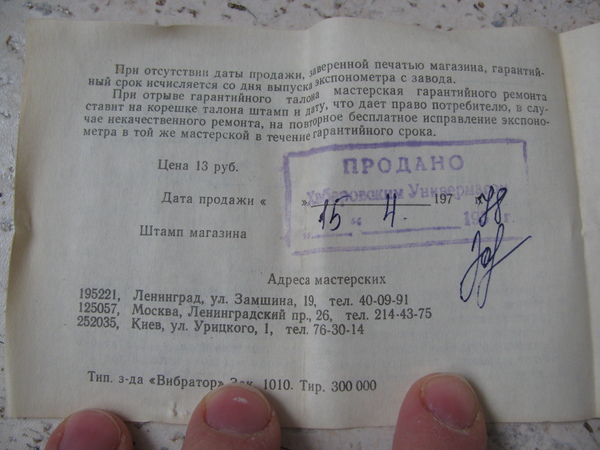 При отсутствии даты продажи, заверенной печатью магазина, гарантий-
ный срок исчисляется со дня выпуска экспонометра с завода.
При отрыве гарантийного талона мастерская гарантийного ремонта
ставит на корешке талона штамп и дату, что дает право потребителю, в слу-
чае некачественного ремонта, на повторное бесплатное исправление экспоно-
метра в той же мастерской в течение гарантийного срока.
Цена 13 руб.
ПРОДАНО
Хабаровским Универмаг
Дата продажи « » 197
15 4. 78
« » г.
Штамп магазина
Адреса мастерских
195221, Ленинград, ул. Замшина, 19, тел. 40-09-91
125057, Москва, Ленинградский пр., 26, тел. 214-43-75
252035, Киев, ул. Урицкого, 1, тел. 76-30-14
Тип. з-да «Вибратор» Зак. 1010. Тир. 300 000